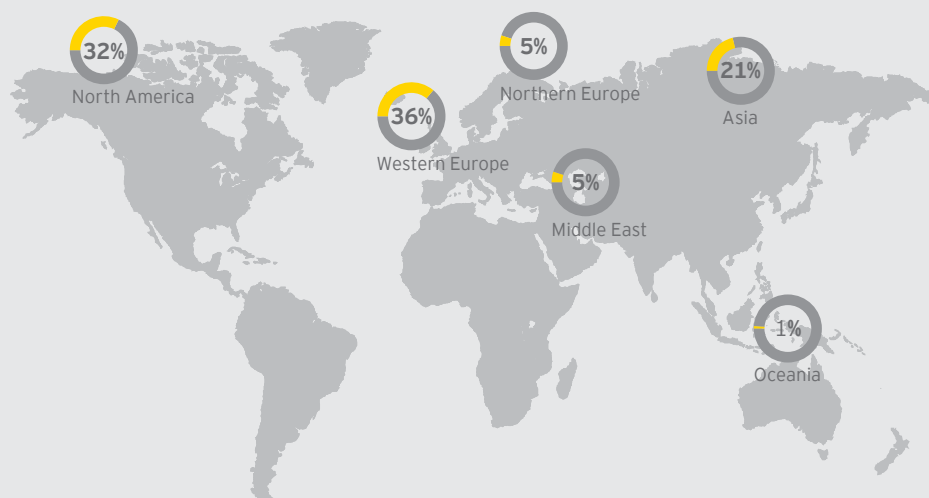 32%
North America
5%
Northern Europe
21%
Asia
36%
Western Europe
5%
Middle East
1%
Oceania